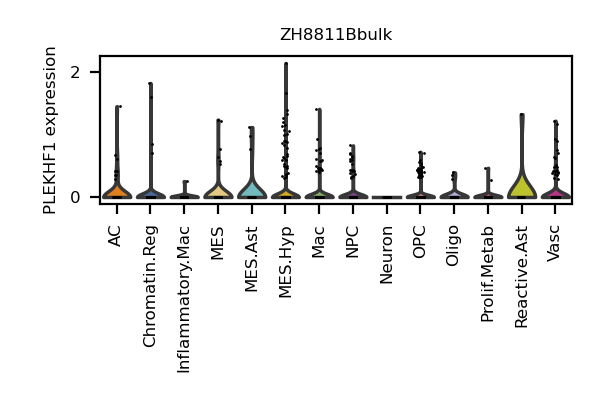 ZH8811Bbulk
PLEKHF1 expression
2
0
AC
Chromatin.Reg
Inflammatory.Mac
MES
MES.Ast
MES.Hyp
Mac
NPC
Neuron
OPC
Oligo
Prolif.Metab
Reactive.Ast
Vasc